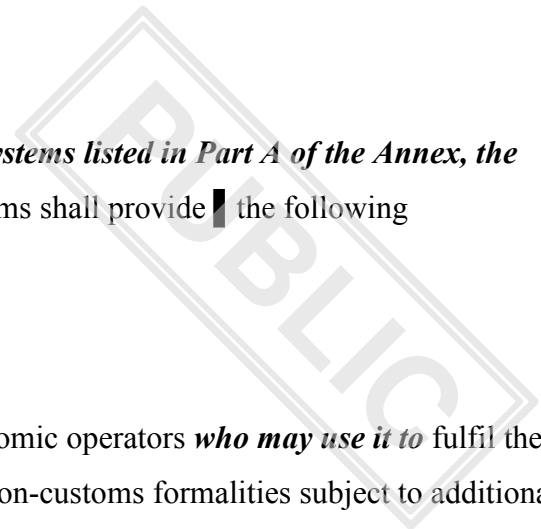 ystems listed in Part A of the Annex, the
ms shall provide ▌ the following
PUBLIC
omic operators who may use it to fulfil the
on-customs formalities subject to additiona